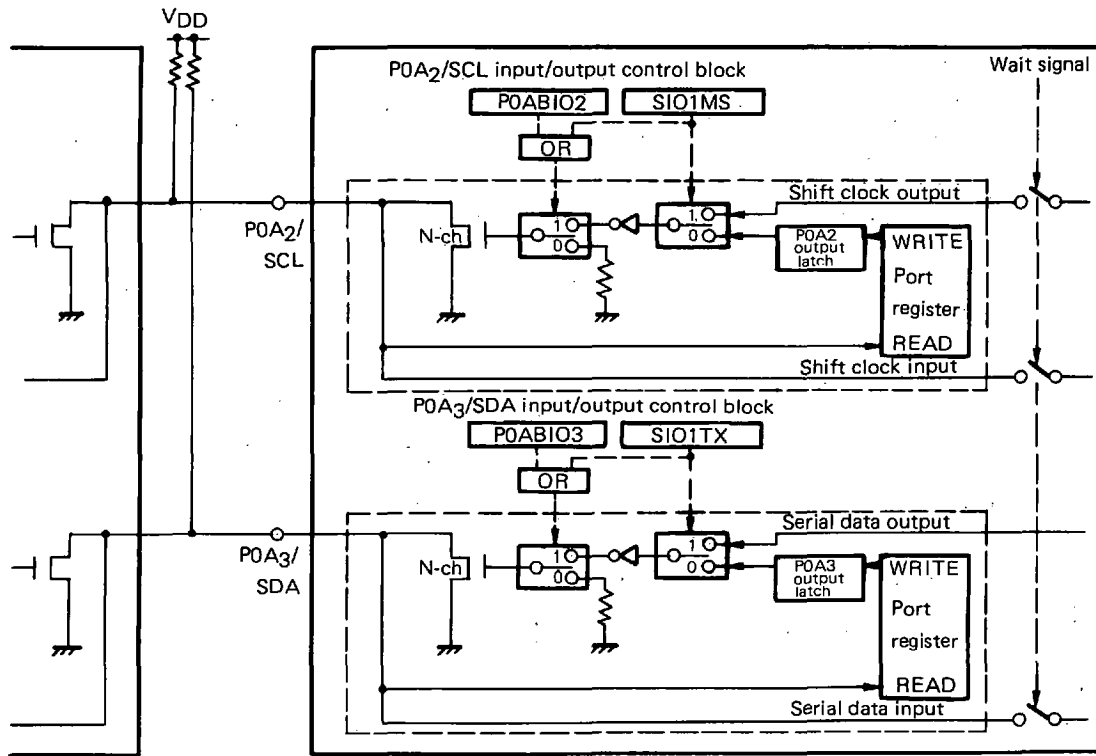 VDD
P0A2/SCL input/output control block
Wait signal
P0ABIO2
SIO1MS
OR
Shift clock output
P0A2/
SCL
N-ch
1
0
1
0
P0A2
output
latch
WRITE
Port
register
READ
Shift clock input
P0A3/SDA input/output control block
P0ABIO3
SIO1TX
OR
Serial data output
P0A3/
SDA
N-ch
1
0
1
0
P0A3
output
latch
WRITE
Port
register
READ
Serial data input